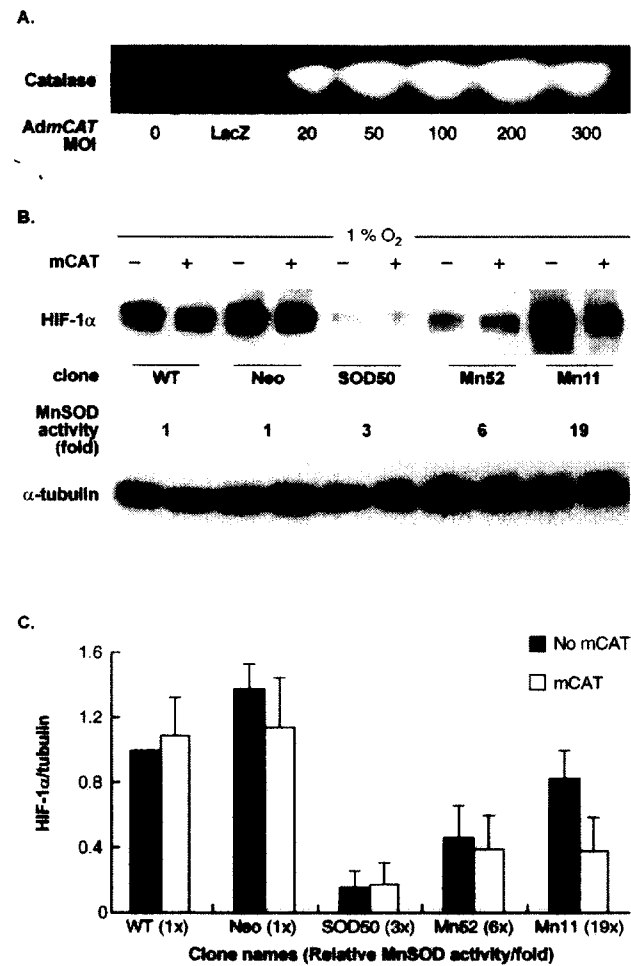 A.
Catalase
AdmCAT MOI 0 LacZ 20 50 100 200 300
B.
1 % O2
mCAT − + − + − + − + − +
HIF-1α
clone WT Neo SOD50 Mn52 Mn11
MnSOD activity (fold) 1 1 3 6 19
α-tubulin
C.
No mCAT
mCAT
HIF-1α/tubulin
1.6
1.2
0.8
0.4
0
WT (1x) Neo (1x) SOD50 (3x) Mn52 (6x) Mn11 (19x)
Clone names (Relative MnSOD activity/fold)